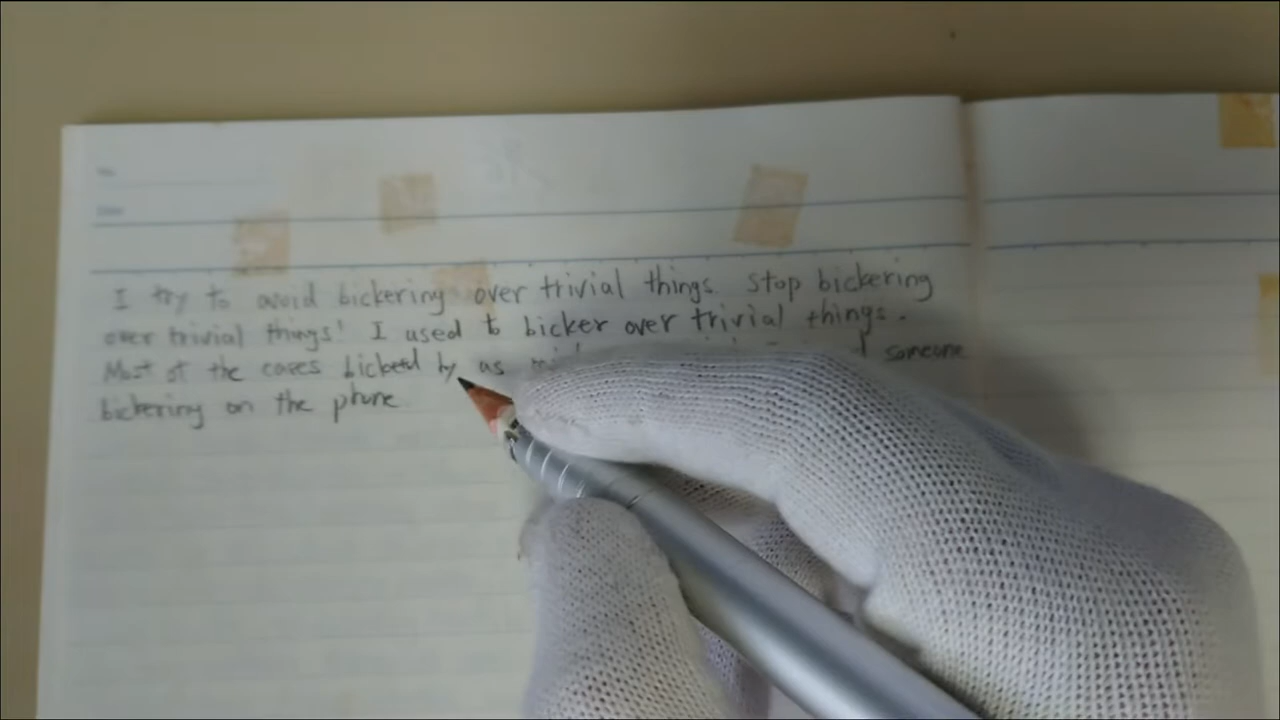 I try to avoid bickering over trivial things. Stop bickering
over trivial things! I used to bicker over trivial things.
Most of the cases bickered by us someone
bickering on the phone